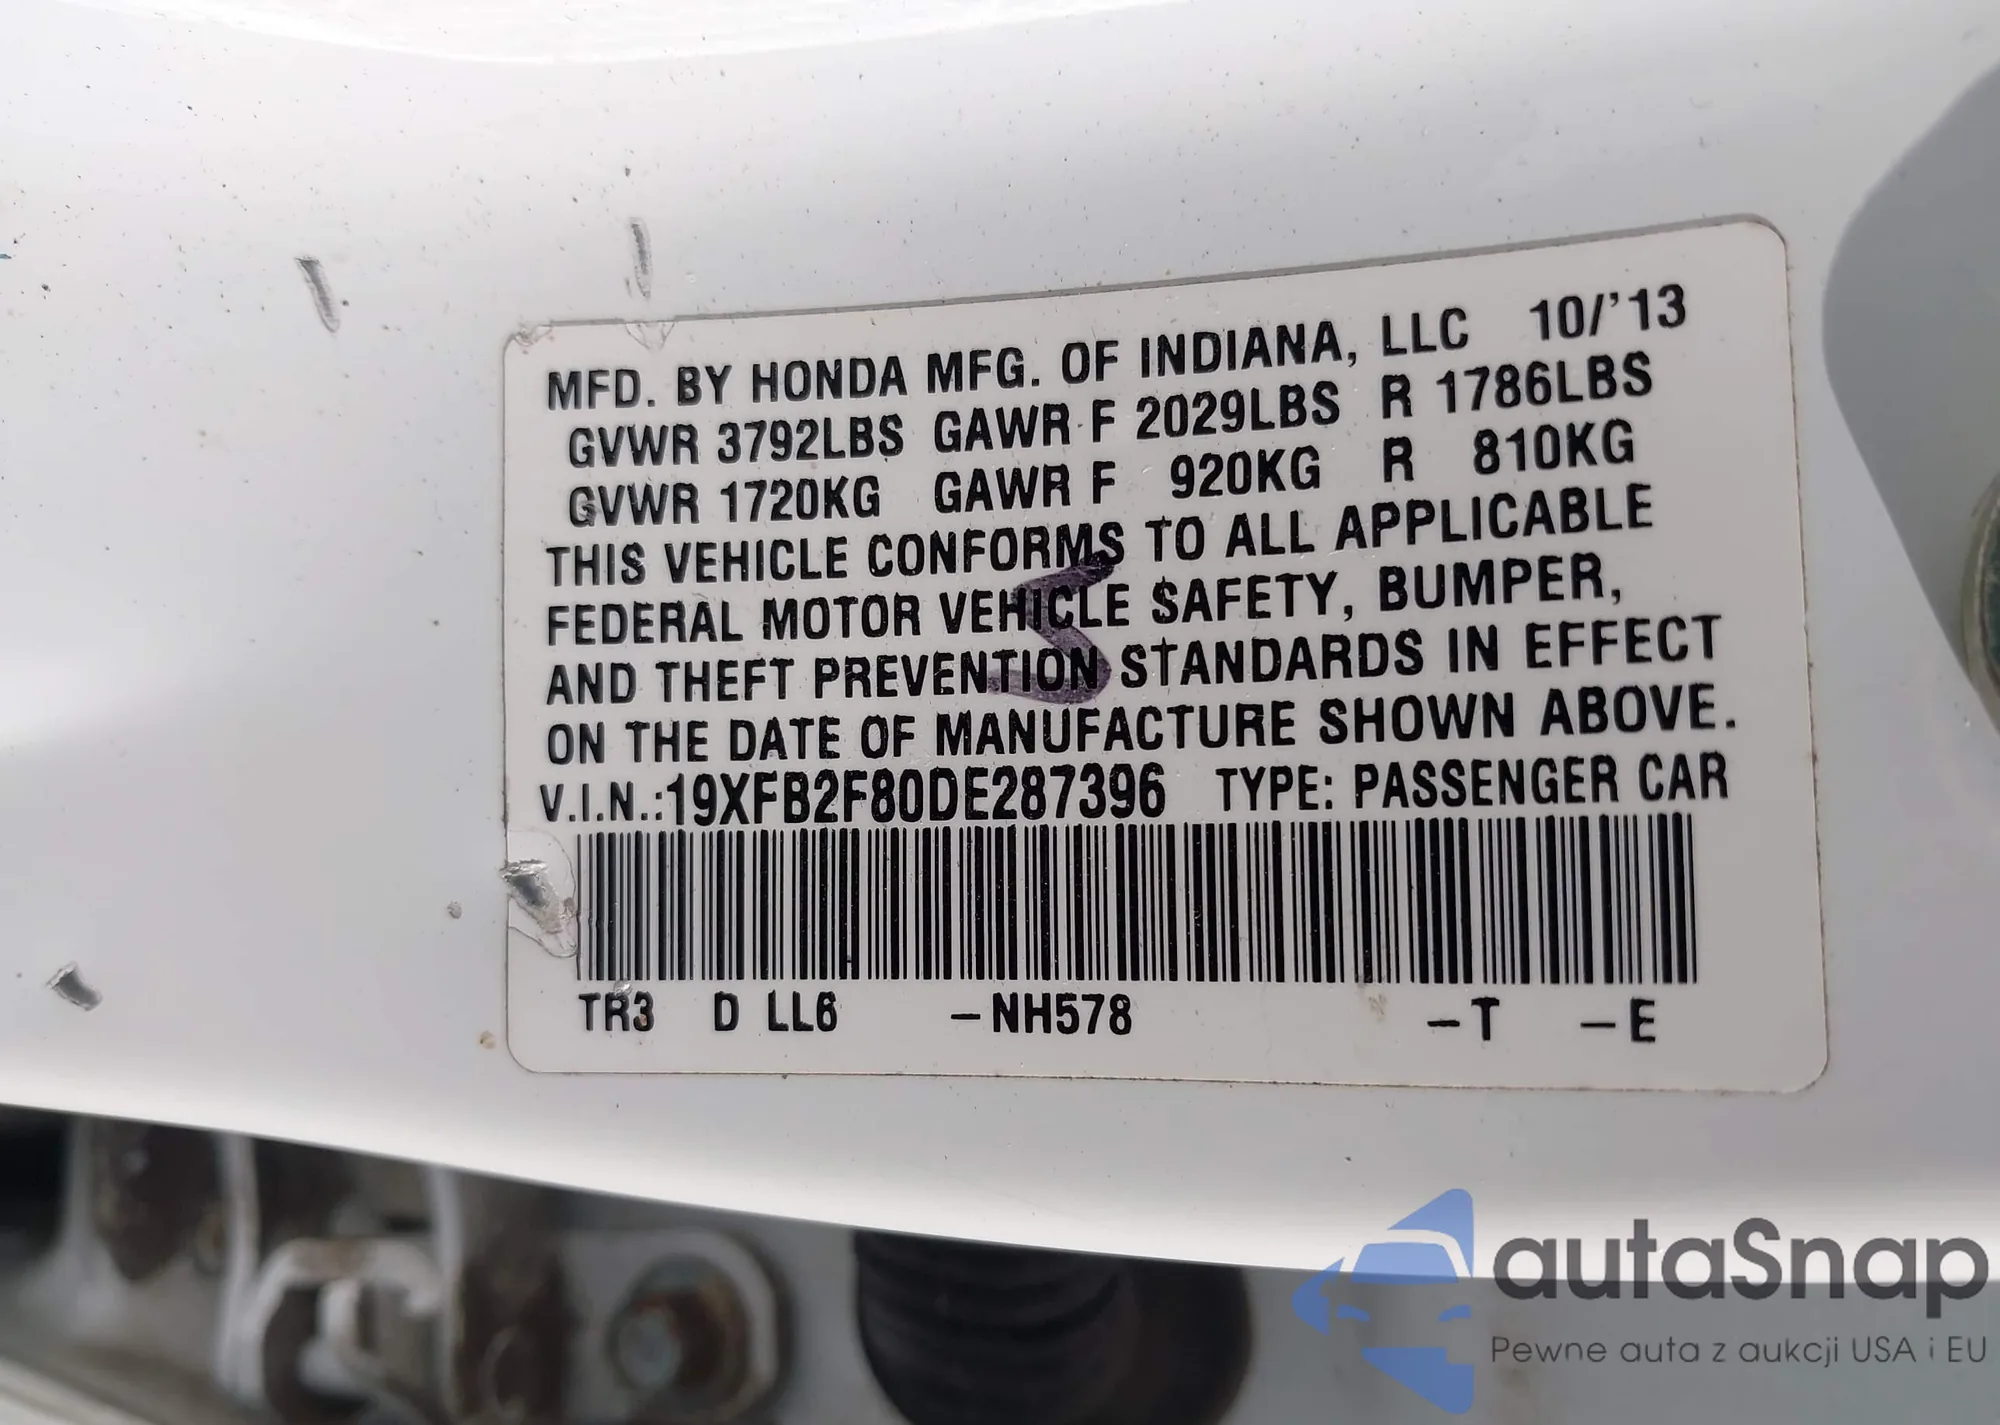 MFD. BY HONDA MFG. OF INDIANA, LLC 10/'13
GVWR 3792LBS GAWR F 2029LBS R 1786LBS
GVWR 1720KG GAWR F 920KG R 810KG
THIS VEHICLE CONFORMS TO ALL APPLICABLE
FEDERAL MOTOR VEHICLE SAFETY, BUMPER,
AND THEFT PREVENTION STANDARDS IN EFFECT
ON THE DATE OF MANUFACTURE SHOWN ABOVE.
V.I.N.:19XFB2F80DE287396 TYPE: PASSENGER CAR
TR3 D LL6 -NH578 -T -E
5
autaSnap
Pewne auta z aukcji USA i EU